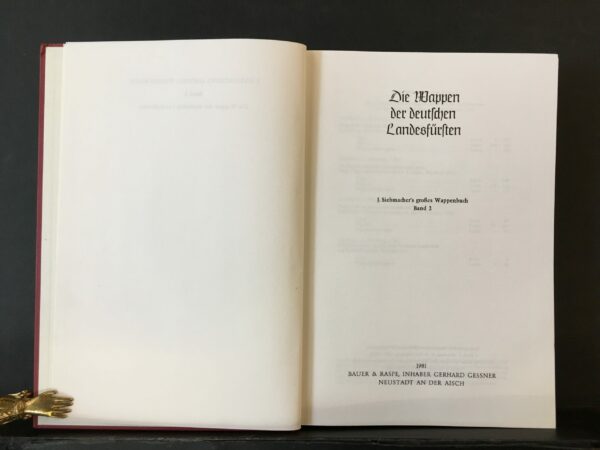 Die Wappen
der deutschen
Landesfürsten
J. Siebmacher's großes Wappenbuch
Band 2
1981
BAUER & RASPE, INHABER GERHARD GESSNER
NEUSTADT AN DER AISCH